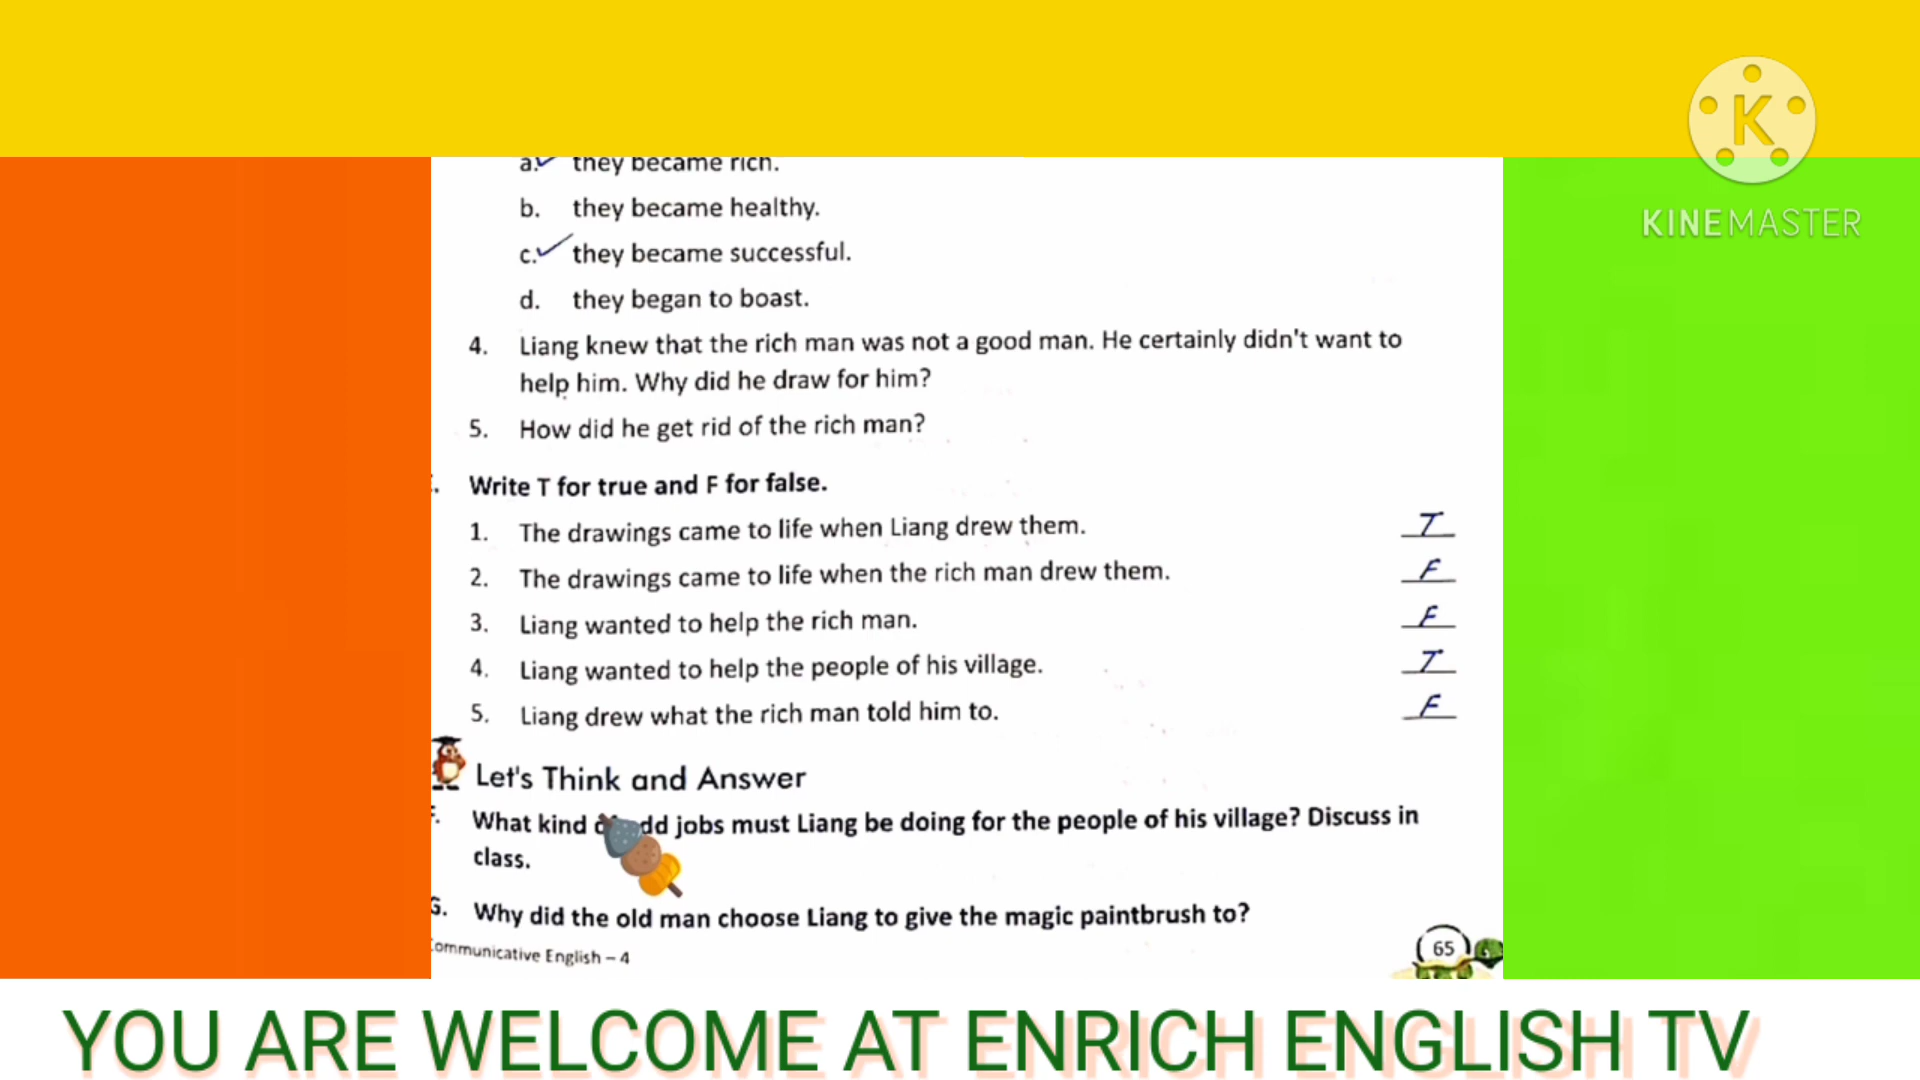 K
KINEMASTER
a. they became rich.
b. they became healthy.
c. they became successful.
d. they began to boast.
4. Liang knew that the rich man was not a good man. He certainly didn't want to
help him. Why did he draw for him?
5. How did he get rid of the rich man?
Write T for true and F for false.
1. The drawings came to life when Liang drew them. T
2. The drawings came to life when the rich man drew them. F
3. Liang wanted to help the rich man. F
4. Liang wanted to help the people of his village. T
5. Liang drew what the rich man told him to. F
Let's Think and Answer
What kind dd jobs must Liang be doing for the people of his village? Discuss in
class.
G. Why did the old man choose Liang to give the magic paintbrush to?
ommunicative English – 4
65
YOU ARE WELCOME AT ENRICH ENGLISH TV